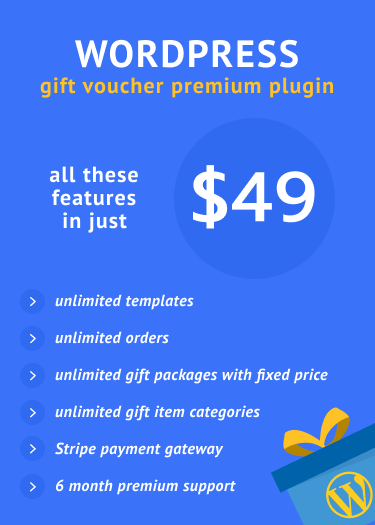 WORDPRESS
gift voucher premium plugin
all these
features
in just
$49
unlimited templates
unlimited orders
unlimited gift packages with fixed price
unlimited gift item categories
Stripe payment gateway
6 month premium support